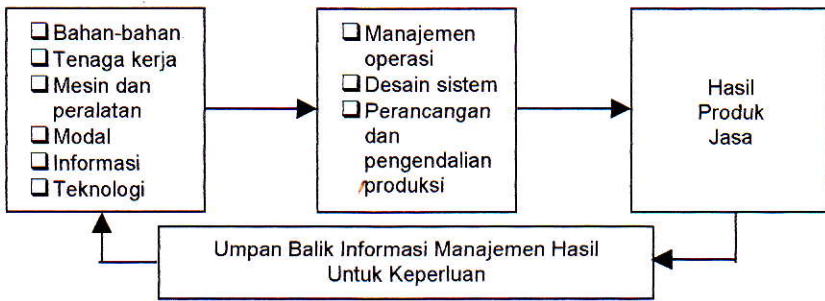 Bahan-bahan
Tenaga kerja
Mesin dan
peralatan
Modal
Informasi
Teknologi
Manajemen
operasi
Desain sistem
Perancangan
dan
pengendalian
produksi
Hasil
Produk
Jasa
Umpan Balik Informasi Manajemen Hasil
Untuk Keperluan